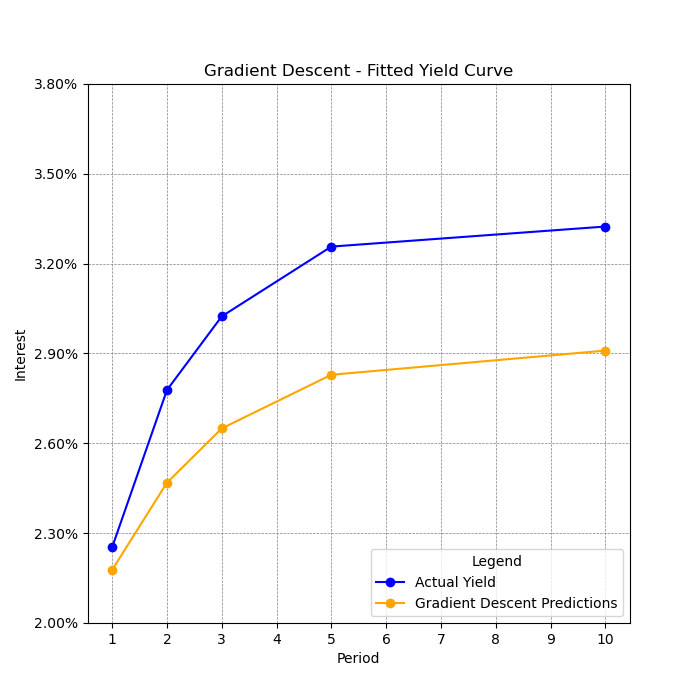 Gradient Descent - Fitted Yield Curve
3.80%
3.50%
3.20%
2.90%
2.60%
2.30%
2.00%
Interest
Legend
Actual Yield
Gradient Descent Predictions
1 2 3 4 5 6 7 8 9 10
Period